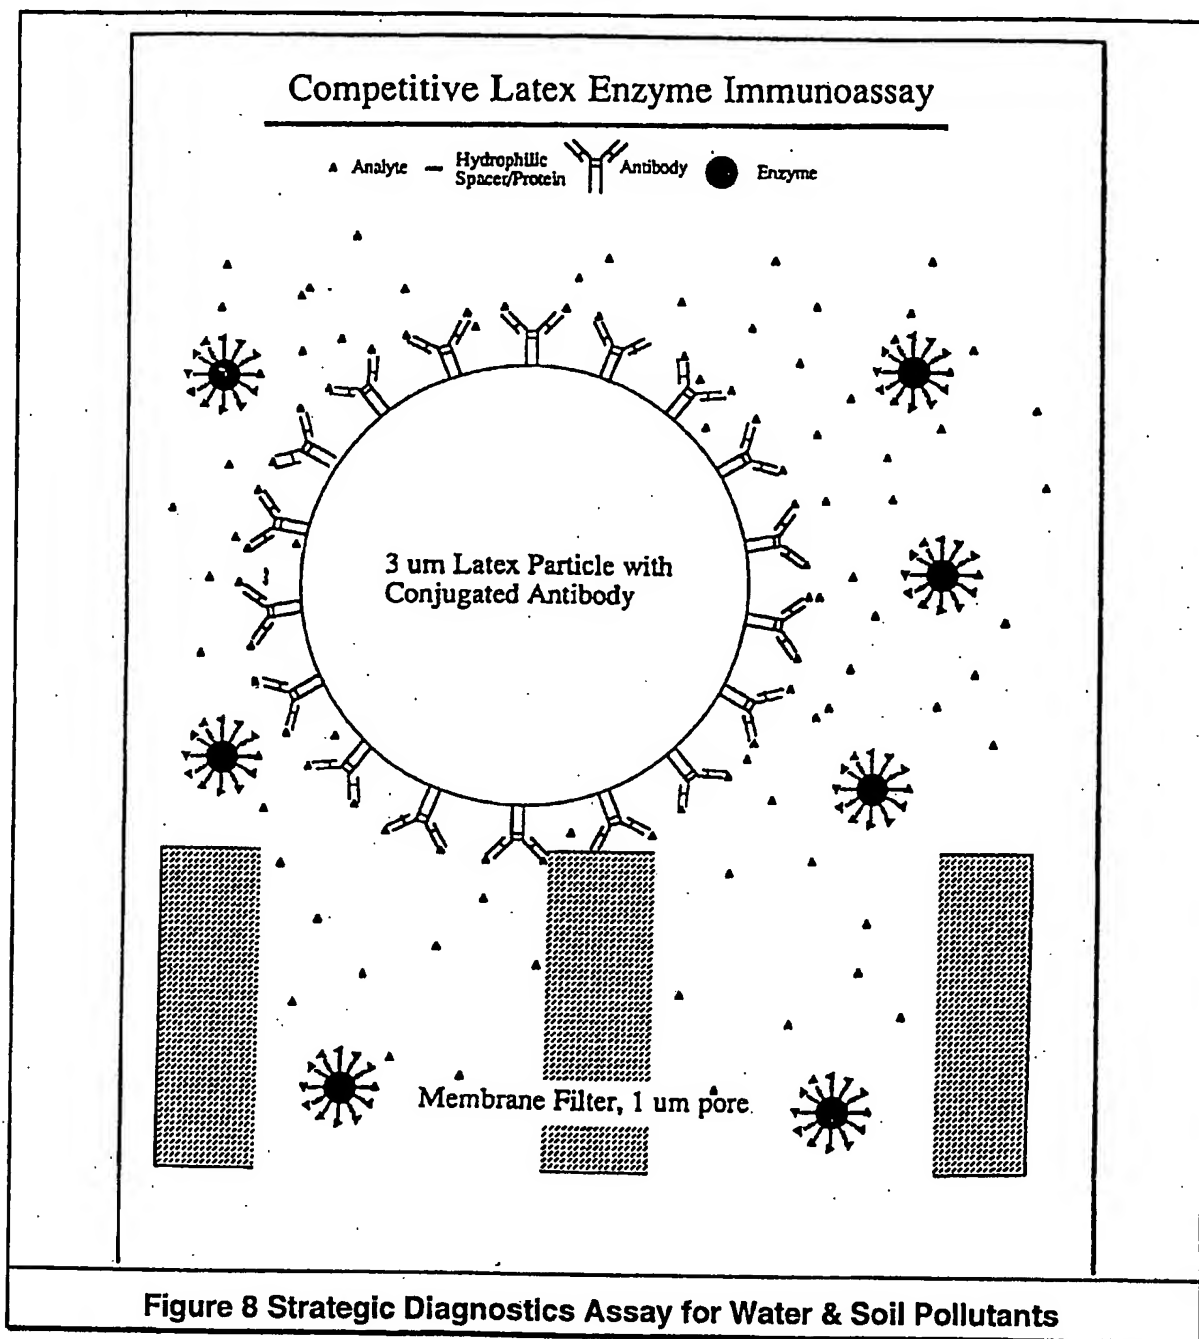 Competitive Latex Enzyme Immunoassay
Analyte
Hydrophilic
Spacer/Protein
Antibody
Enzyme
3 um Latex Particle with
Conjugated Antibody
Membrane Filter, 1 um pore.
Figure 8 Strategic Diagnostics Assay for Water & Soil Pollutants